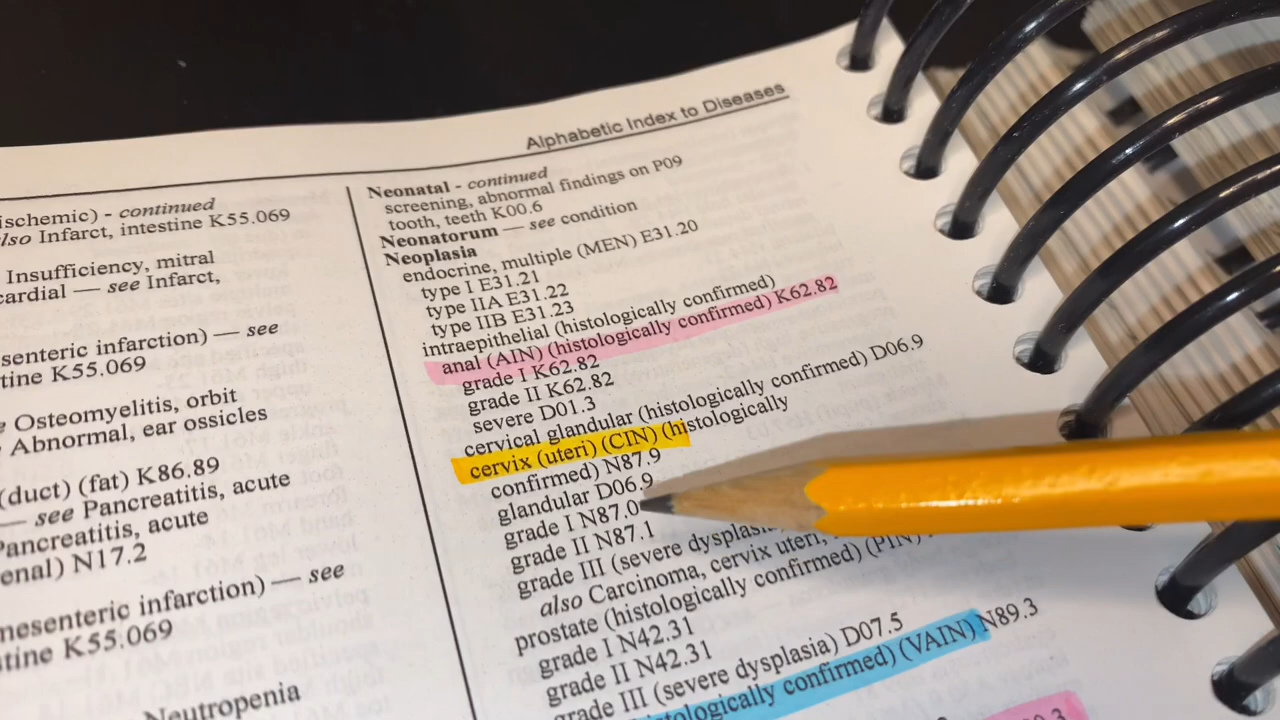 Alphabetic Index to Diseases
ischemic) - continued
also Infarct, intestine K55.069
Insufficiency, mitral
cardial — see Infarct,
senteric infarction) — see
tine K55.069
Osteomyelitis, orbit
Abnormal, ear ossicles
(duct) (fat) K86.89
— see Pancreatitis, acute
Pancreatitis, acute
enal) N17.2
mesenteric infarction) — see
tine K55.069
Neutropenia
Neonatal - continued
screening, abnormal findings on P09
tooth, teeth K00.6
Neonatorum — see condition
Neoplasia
endocrine, multiple (MEN) E31.20
type I E31.21
type IIA E31.22
type IIB E31.23
intraepithelial (histologically confirmed)
anal (AIN) (histologically confirmed) K62.82
grade I K62.82
grade II K62.82
severe D01.3
cervical glandular (histologically confirmed) D06.9
cervix (uteri) (CIN) (histologically
confirmed) N87.9
glandular D06.9
grade I N87.0
grade II N87.1
grade III (severe dysplasi
also Carcinoma, cervix uteri,
prostate (histologically confirmed) (PIN)
grade I N42.31
grade II N42.31
grade III (severe dysplasia) D07.5
tologically confirmed) (VAIN) N89.3